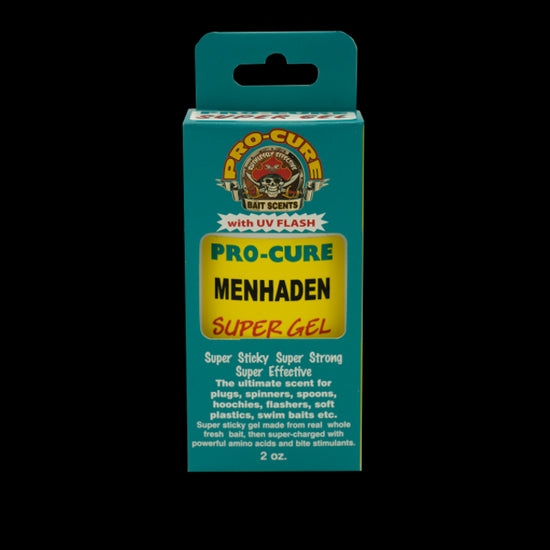 SUPER GEL
PRO-CURE
BAIT SCENTS
with UV FLASH
PRO-CURE
MENHADEN
SUPER GEL
Super Sticky Super Strong
Super Effective
The ultimate scent for
plugs, spinners, spoons,
hoochies, flashers, soft
plastics, swim baits etc.
Super sticky gel made from real whole
fresh bait, then super-charged with
powerful amino acids and bite stimulants.
2 oz.